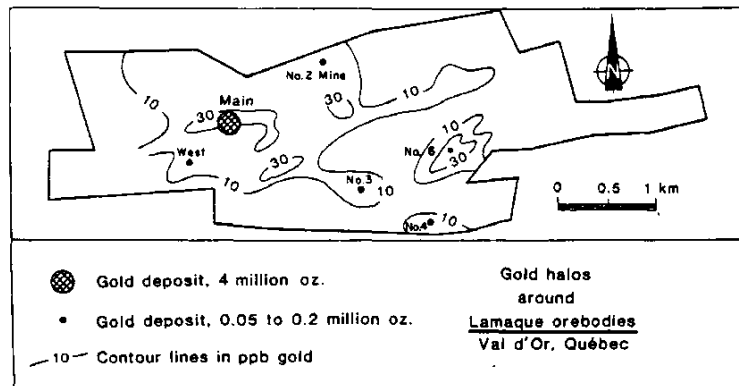 No.2 Mine
N
10
10
Main
30
30
10
West
No. 6
30
30
10
No.3
10
10
No.4
0 0.5 1 km
Gold deposit, 4 million oz.
Gold deposit, 0.05 to 0.2 million oz.
10 Contour lines in ppb gold
Gold halos
around
Lamaque orebodies
Val d'Or, Québec